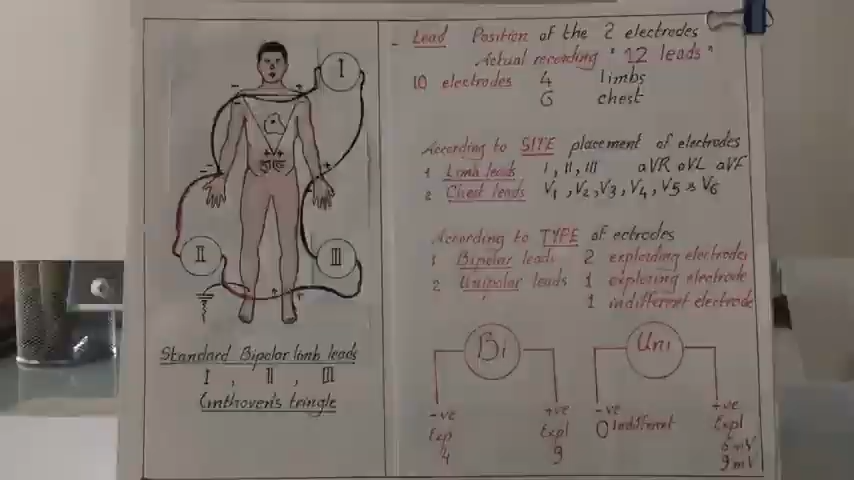 I
II
III
Standard Bipolar limb leads
I , II , III
Einthoven's tringle
- Lead Position of the 2 electrodes
Actual recording "12 leads"
10 electrodes 4 limbs
6 chest
According to SITE placement of electrodes
1 Limb leads I, II, III aVR aVL aVF
2 Chest leads V1, V2, V3, V4, V5 & V6
According to TYPE of ectrodes
1 Bipolar leads 2 exploring electrodes
2 Unipolar leads 1 exploring electrode
1 indifferent electrode
Bi
Uni
-ve +ve -ve +ve
Exp Expl 0 indifferent Expl
4 9 mV
9 mV